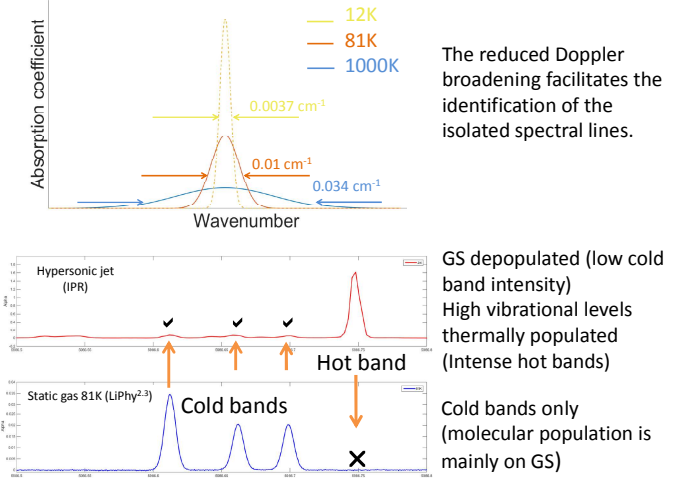 12K
81K
1000K
Absorption coefficient
0.0037 cm-1
0.01 cm-1
0.034 cm-1
Wavenumber
The reduced Doppler
broadening facilitates the
identification of the
isolated spectral lines.
Hypersonic jet
(IPR)
Hot band
GS depopulated (low cold
band intensity)
High vibrational levels
thermally populated
(Intense hot bands)
Static gas 81K (LiPhy2.3)
Cold bands
Cold bands only
(molecular population is
mainly on GS)